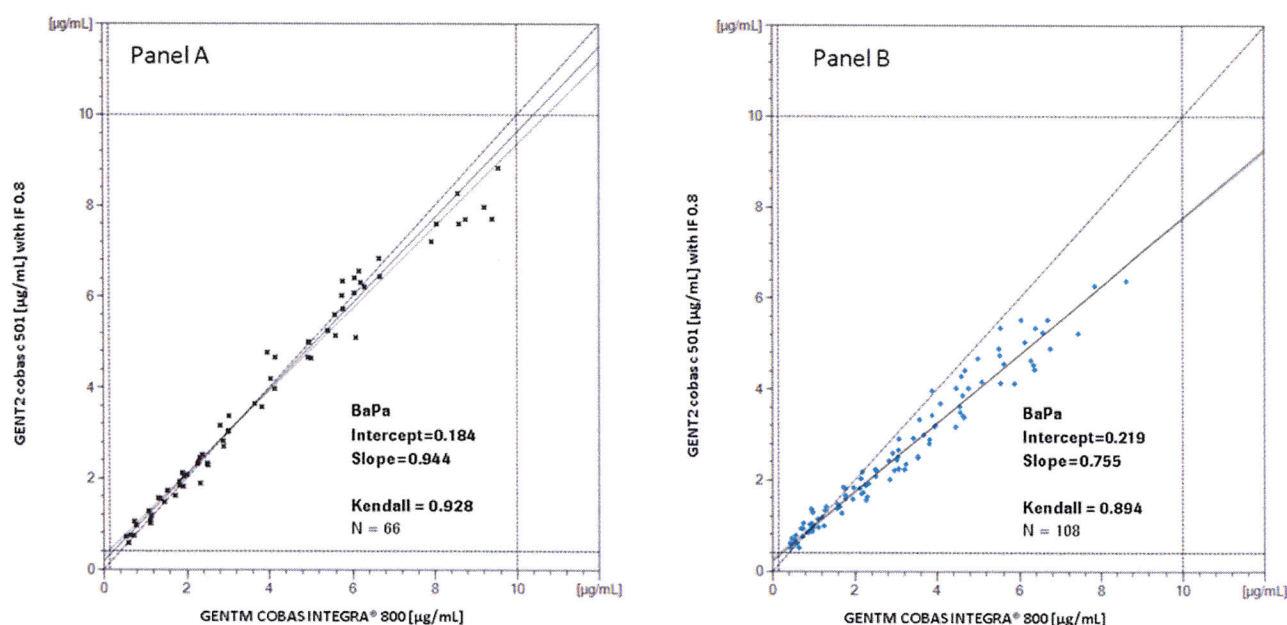 [µg/mL]
Panel A
10
8
6
4
2
0
GENT2 cobas c 501 [µg/mL] with IF 0.8
BaPa
Intercept=0.184
Slope=0.944
Kendall = 0.928
N = 66
0 2 4 6 8 10 [µg/mL]
GENTM COBAS INTEGRA® 800 [µg/mL]
[µg/mL]
Panel B
10
8
6
4
2
0
GENT2 cobas c 501 [µg/mL] with IF 0.8
BaPa
Intercept=0.219
Slope=0.755
Kendall = 0.894
N = 108
0 2 4 6 8 10 [µg/mL]
GENTM COBAS INTEGRA® 800 [µg/mL]